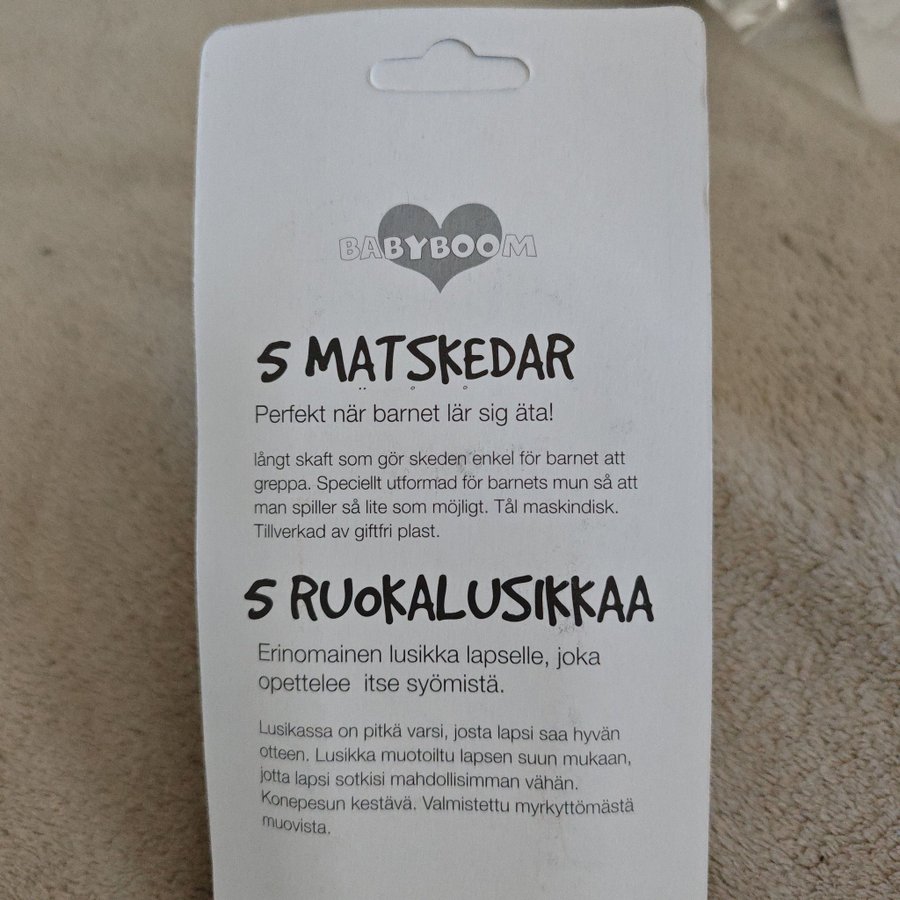 BABYBOOM
5 MATSKEDAR
Perfekt när barnet lär sig äta!
långt skaft som gör skeden enkel för barnet att
greppa. Speciellt utformad för barnets mun så att
man spiller så lite som möjligt. Tål maskindisk.
Tillverkad av giftfri plast.
5 RUOKALUSIKKAA
Erinomainen lusikka lapselle, joka
opettelee itse syömistä.
Lusikassa on pitkä varsi, josta lapsi saa hyvän
otteen. Lusikka muotoiltu lapsen suun mukaan,
jotta lapsi sotkisi mahdollisimman vähän.
Konepesun kestävä. Valmistettu myrkyttömästä
muovista.